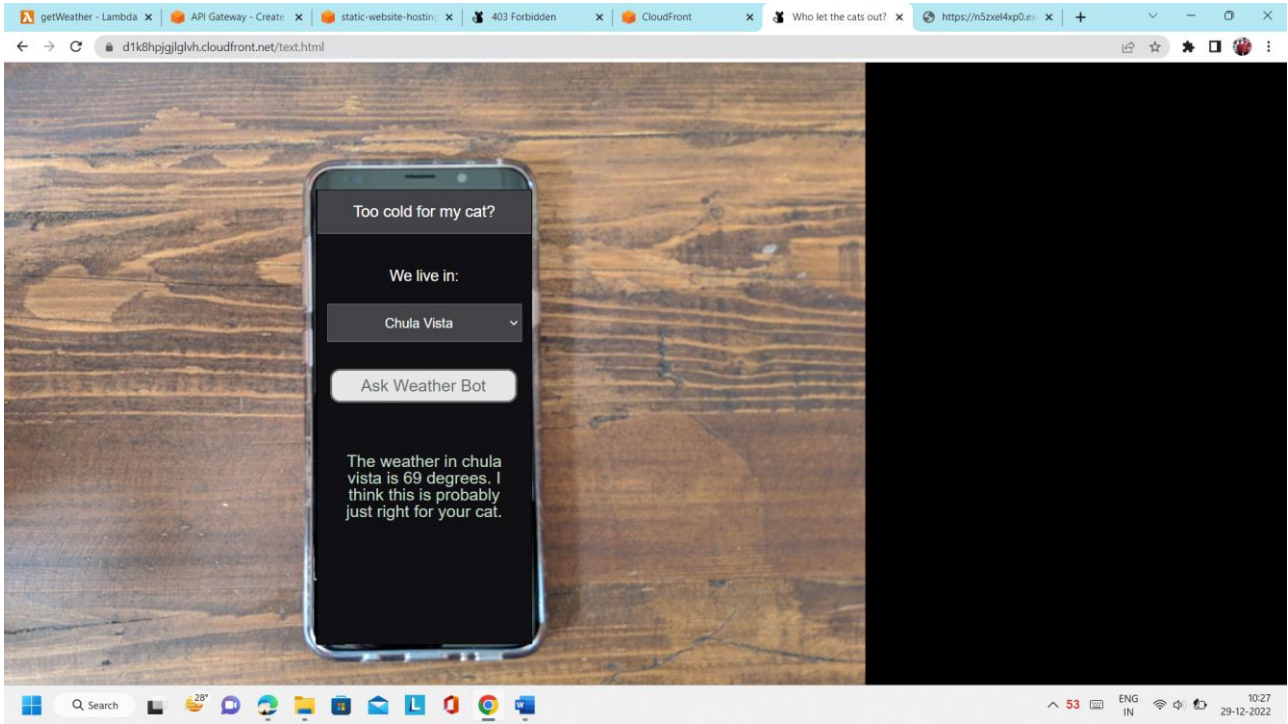 getWeather - Lambda
API Gateway - Create
static-website-hosting
403 Forbidden
CloudFront
Who let the cats out?
https://n5zxel4xp0.ex
d1k8hpjgjlglvh.cloudfront.net/text.html
Too cold for my cat?
We live in:
Chula Vista
Ask Weather Bot
The weather in chula
vista is 69 degrees. I
think this is probably
just right for your cat.
Search
28°
53
ENG
IN
10:27
29-12-2022